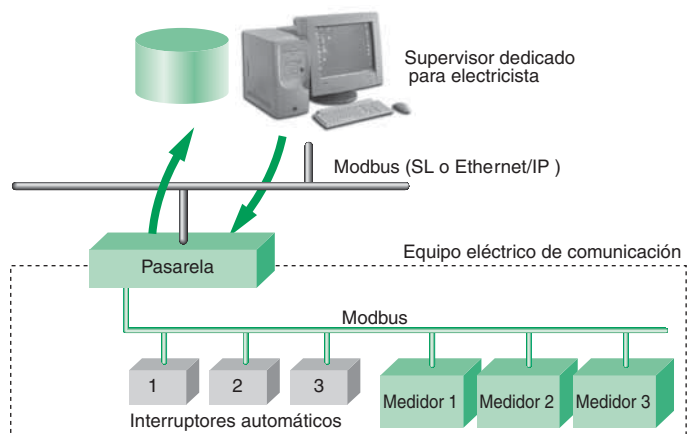 Supervisor dedicado
para electricista
Modbus (SL o Ethernet/IP )
Equipo eléctrico de comunicación
Pasarela
Modbus
1
2
3
Interruptores automáticos
Medidor 1
Medidor 2
Medidor 3